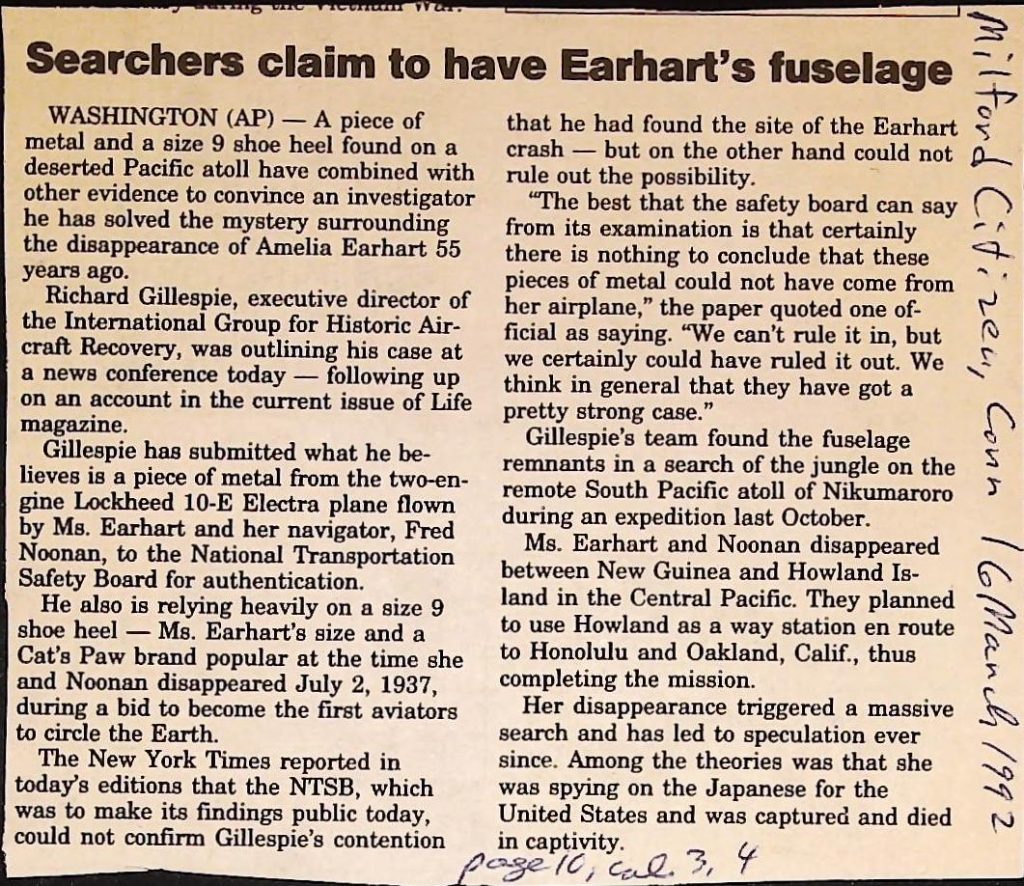 Searchers claim to have Earhart's fuselage
WASHINGTON (AP) — A piece of
metal and a size 9 shoe heel found on a
deserted Pacific atoll have combined with
other evidence to convince an investigator
he has solved the mystery surrounding
the disappearance of Amelia Earhart 55
years ago.
Richard Gillespie, executive director of
the International Group for Historic Air-
craft Recovery, was outlining his case at
a news conference today — following up
on an account in the current issue of Life
magazine.
Gillespie has submitted what he be-
lieves is a piece of metal from the two-en-
gine Lockheed 10-E Electra plane flown
by Ms. Earhart and her navigator, Fred
Noonan, to the National Transportation
Safety Board for authentication.
He also is relying heavily on a size 9
shoe heel — Ms. Earhart's size and a
Cat's Paw brand popular at the time she
and Noonan disappeared July 2, 1937,
during a bid to become the first aviators
to circle the Earth.
The New York Times reported in
today's editions that the NTSB, which
was to make its findings public today,
could not confirm Gillespie's contention
that he had found the site of the Earhart
crash — but on the other hand could not
rule out the possibility.
"The best that the safety board can say
from its examination is that certainly
there is nothing to conclude that these
pieces of metal could not have come from
her airplane," the paper quoted one of-
ficial as saying. "We can't rule it in, but
we certainly could have ruled it out. We
think in general that they have got a
pretty strong case."
Gillespie's team found the fuselage
remnants in a search of the jungle on the
remote South Pacific atoll of Nikumaroro
during an expedition last October.
Ms. Earhart and Noonan disappeared
between New Guinea and Howland Is-
land in the Central Pacific. They planned
to use Howland as a way station en route
to Honolulu and Oakland, Calif., thus
completing the mission.
Her disappearance triggered a massive
search and has led to speculation ever
since. Among the theories was that she
was spying on the Japanese for the
United States and was captured and died
in captivity.
Milford Citizen, Conn 16 March 1992
page 10, col. 3, 4